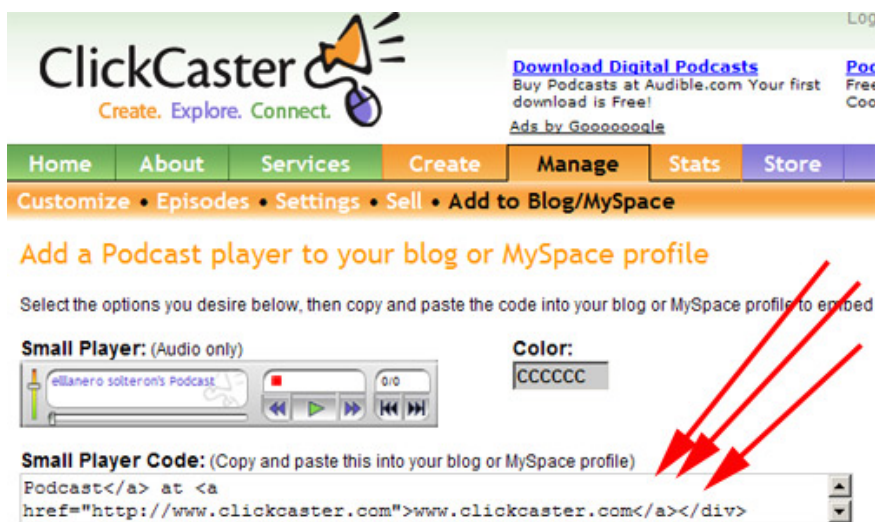 Log
ClickCaster
Create. Explore. Connect.
Download Digital Podcasts
Buy Podcasts at Audible.com Your first
download is Free!
Ads by Goooooogle
Poc
Free
Coo
Home About Services Create Manage Stats Store
Customize • Episodes • Settings • Sell • Add to Blog/MySpace
Add a Podcast player to your blog or MySpace profile
Select the options you desire below, then copy and paste the code into your blog or MySpace profile to embed
Small Player: (Audio only)
Color:
elllanero solteron's Podcast
0/0
CCCCCC
Small Player Code: (Copy and paste this into your blog or MySpace profile)
Podcast</a> at <a
href="http://www.clickcaster.com">www.clickcaster.com</a></div>